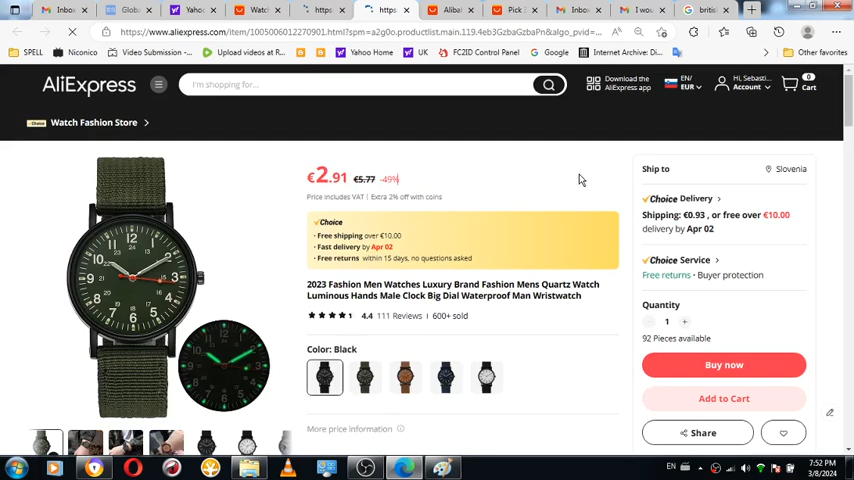 Inbox
Global
Yahoo
Watch
https
https
Alibal
Pick 2
Inbox
I wou
britis
https://www.aliexpress.com/item/1005006012270901.html?spm=a2g0o.productlist.main.119.4eb3GzbaGzbaPn&algo_pvid=...
SPELL
Niconico
Video Submission -...
Upload videos at R...
Yahoo Home
UK
FC2ID Control Panel
Google
Internet Archive: Di...
Other favorites
AliExpress
I'm shopping for...
Download the
AliExpress app
EN/
EUR
Hi, Sebasti...
Account
0
Cart
Choice Watch Fashion Store
€2.91 €5.77 -49%
Price includes VAT | Extra 2% off with coins
Choice
· Free shipping over €10.00
· Fast delivery by Apr 02
· Free returns within 15 days, no questions asked
2023 Fashion Men Watches Luxury Brand Fashion Mens Quartz Watch
Luminous Hands Male Clock Big Dial Waterproof Man Wristwatch
4.4 111 Reviews | 600+ sold
Color: Black
More price information
Ship to Slovenia
Choice Delivery
Shipping: €0.93 , or free over €10.00
delivery by Apr 02
Choice Service
Free returns · Buyer protection
Quantity
- 1 +
92 Pieces available
Buy now
Add to Cart
Share
EN
7:52 PM
3/8/2024